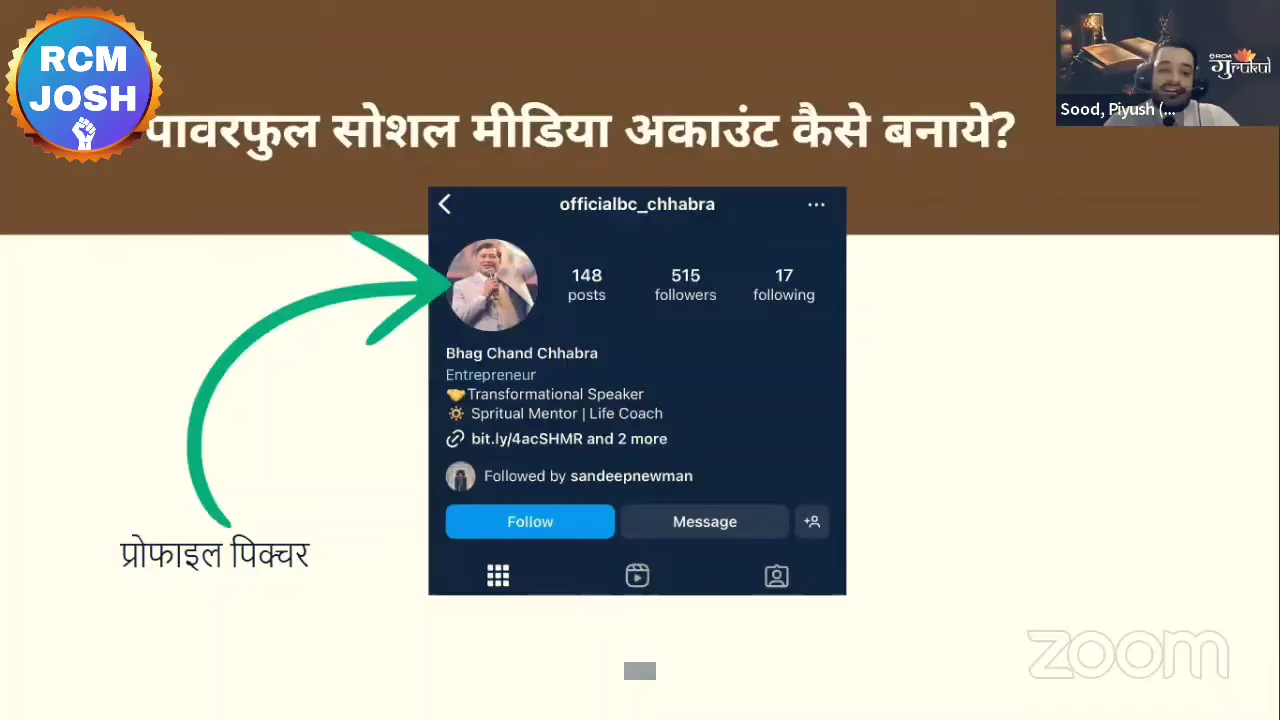 RCM
JOSH
पावरफुल सोशल मीडिया अकाउंट कैसे बनाये?
RCM
गुरुकुल
Sood, Piyush (...
officialbc_chhabra
148
posts
515
followers
17
following
Bhag Chand Chhabra
Entrepreneur
Transformational Speaker
Spritual Mentor | Life Coach
bit.ly/4acSHMR and 2 more
Followed by sandeepnewman
Follow
Message
प्रोफाइल पिक्चर
zoom